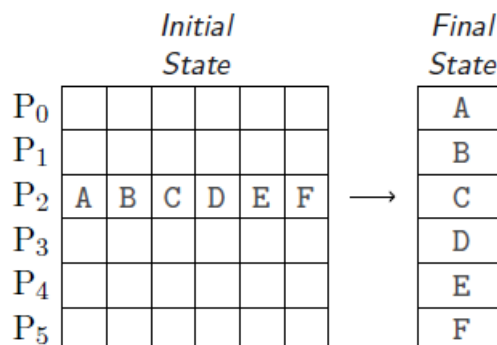 Initial Final
State State
P0 A
P1 B
P2 A B C D E F → C
P3 D
P4 E
P5 F